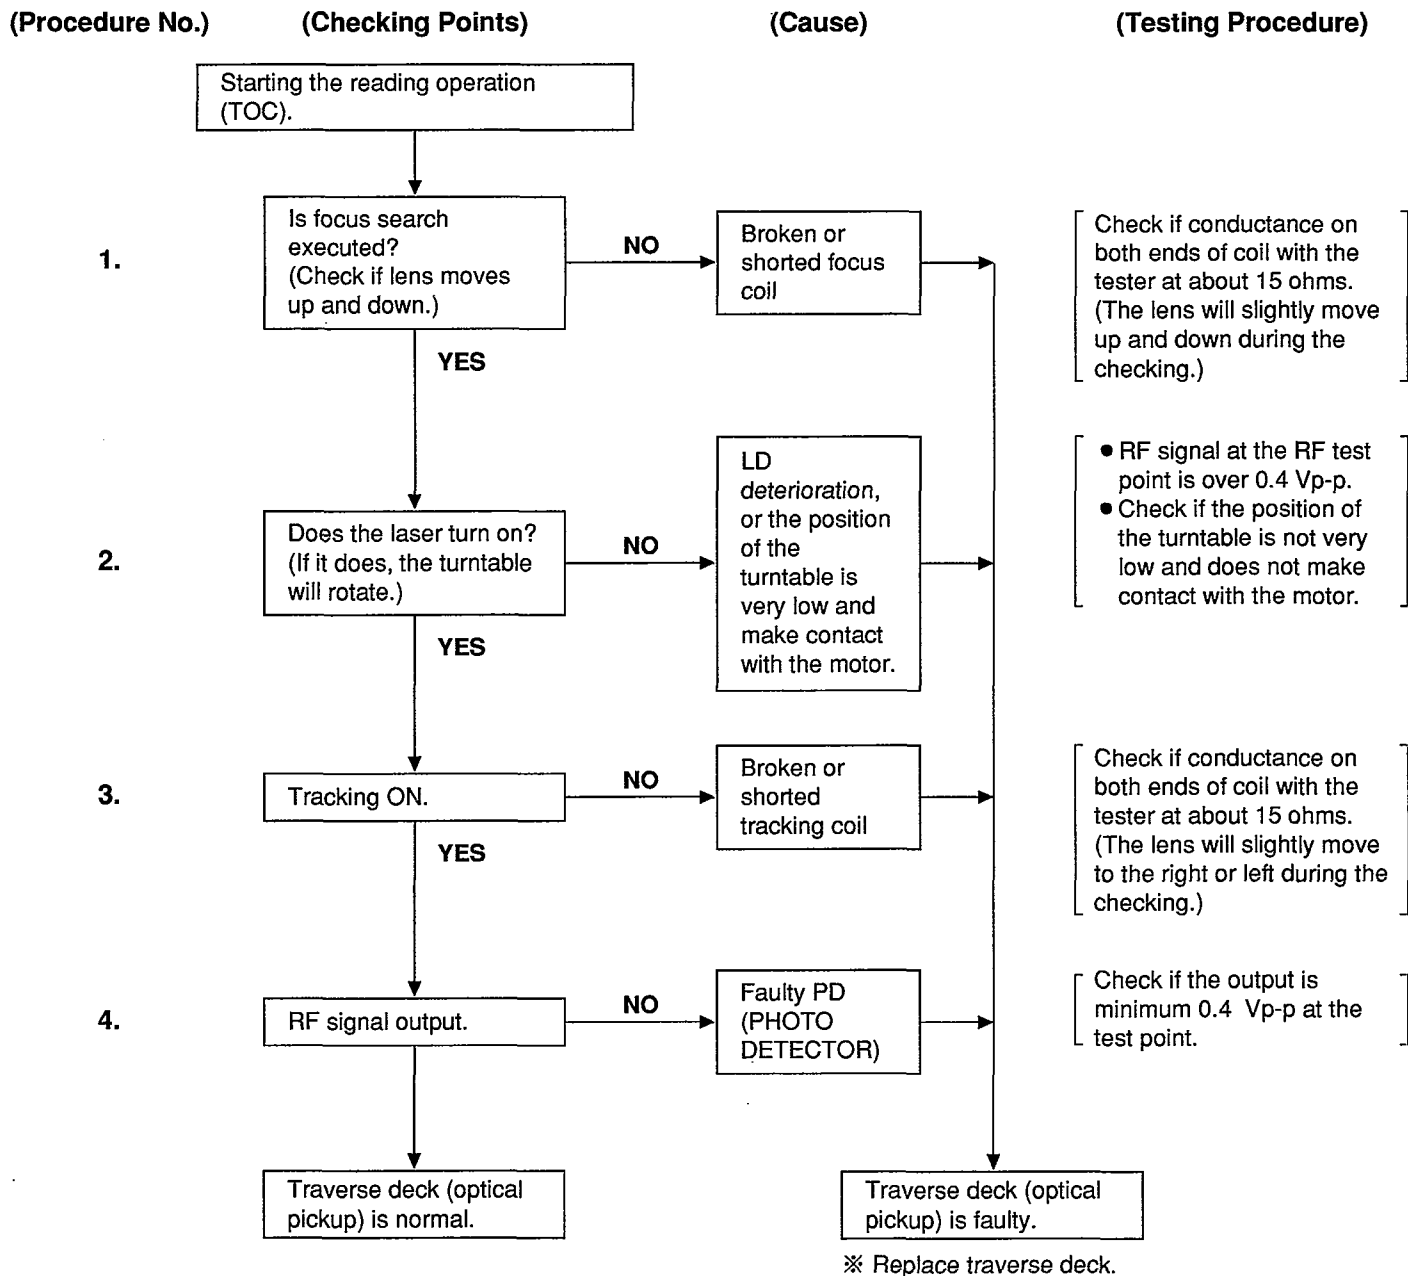 (Procedure No.) (Checking Points) (Cause) (Testing Procedure)
Starting the reading operation
(TOC).
1.
Is focus search
executed?
(Check if lens moves
up and down.)
NO
Broken or
shorted focus
coil
Check if conductance on
both ends of coil with the
tester at about 15 ohms.
(The lens will slightly move
up and down during the
checking.)
YES
2.
Does the laser turn on?
(If it does, the turntable
will rotate.)
NO
LD
deterioration,
or the position
of the
turntable is
very low and
make contact
with the motor.
● RF signal at the RF test
point is over 0.4 Vp-p.
● Check if the position of
the turntable is not very
low and does not make
contact with the motor.
YES
3.
Tracking ON.
NO
Broken or
shorted
tracking coil
Check if conductance on
both ends of coil with the
tester at about 15 ohms.
(The lens will slightly move
to the right or left during the
checking.)
YES
4.
RF signal output.
NO
Faulty PD
(PHOTO
DETECTOR)
Check if the output is
minimum 0.4 Vp-p at the
test point.
Traverse deck (optical
pickup) is normal.
Traverse deck (optical
pickup) is faulty.
※ Replace traverse deck.